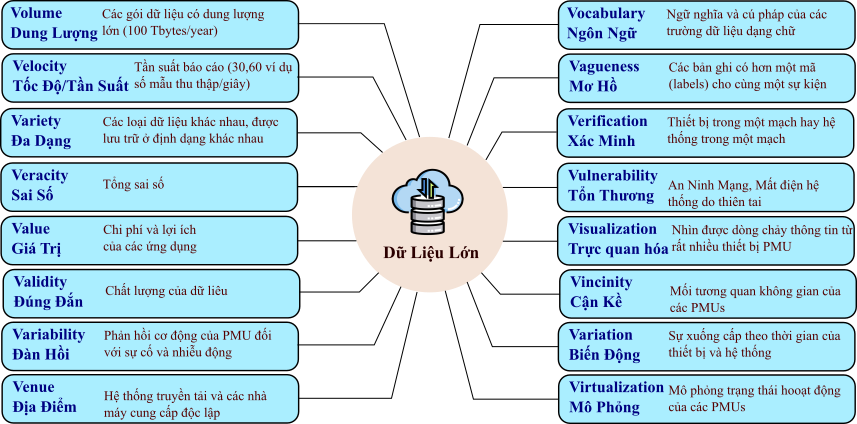 Volume
Dung Lượng
Các gói dữ liệu có dung lượng
lớn (100 Tbytes/year)
Velocity
Tốc Độ/Tần Suất
Tần suất báo cáo (30,60 ví dụ
số mẫu thu thập/giây)
Variety
Đa Dạng
Các loại dữ liệu khác nhau, được
lưu trữ ở định dạng khác nhau
Veracity
Sai Số
Tổng sai số
Value
Giá Trị
Chi phí và lợi ích
của các ứng dụng
Validity
Đúng Đắn
Chất lượng của dữ liêu
Variability
Đàn Hồi
Phản hồi cơ động của PMU đối
với sự cố và nhiễu động
Venue
Địa Điểm
Hệ thống truyền tải và các nhà
máy cung cấp độc lập
Dữ Liệu Lớn
Vocabulary
Ngôn Ngữ
Ngữ nghĩa và cú pháp của các
trường dữ liệu dạng chữ
Vagueness
Mơ Hồ
Các bản ghi có hơn một mã
(labels) cho cùng một sự kiện
Verification
Xác Minh
Thiết bị trong một mạch hay hệ
thống trong một mạch
Vulnerability
Tổn Thương
An Ninh Mạng, Mất điện hệ
thống do thiên tai
Visualization
Trực quan hóa
Nhìn được dòng chảy thông tin từ
rất nhiều thiết bị PMU
Vincinity
Cận Kề
Mối tương quan không gian của
các PMUs
Variation
Biến Động
Sự xuống cấp theo thời gian của
thiết bị và hệ thống
Virtualization
Mô Phỏng
Mô phỏng trạng thái hooạt động
của các PMUs